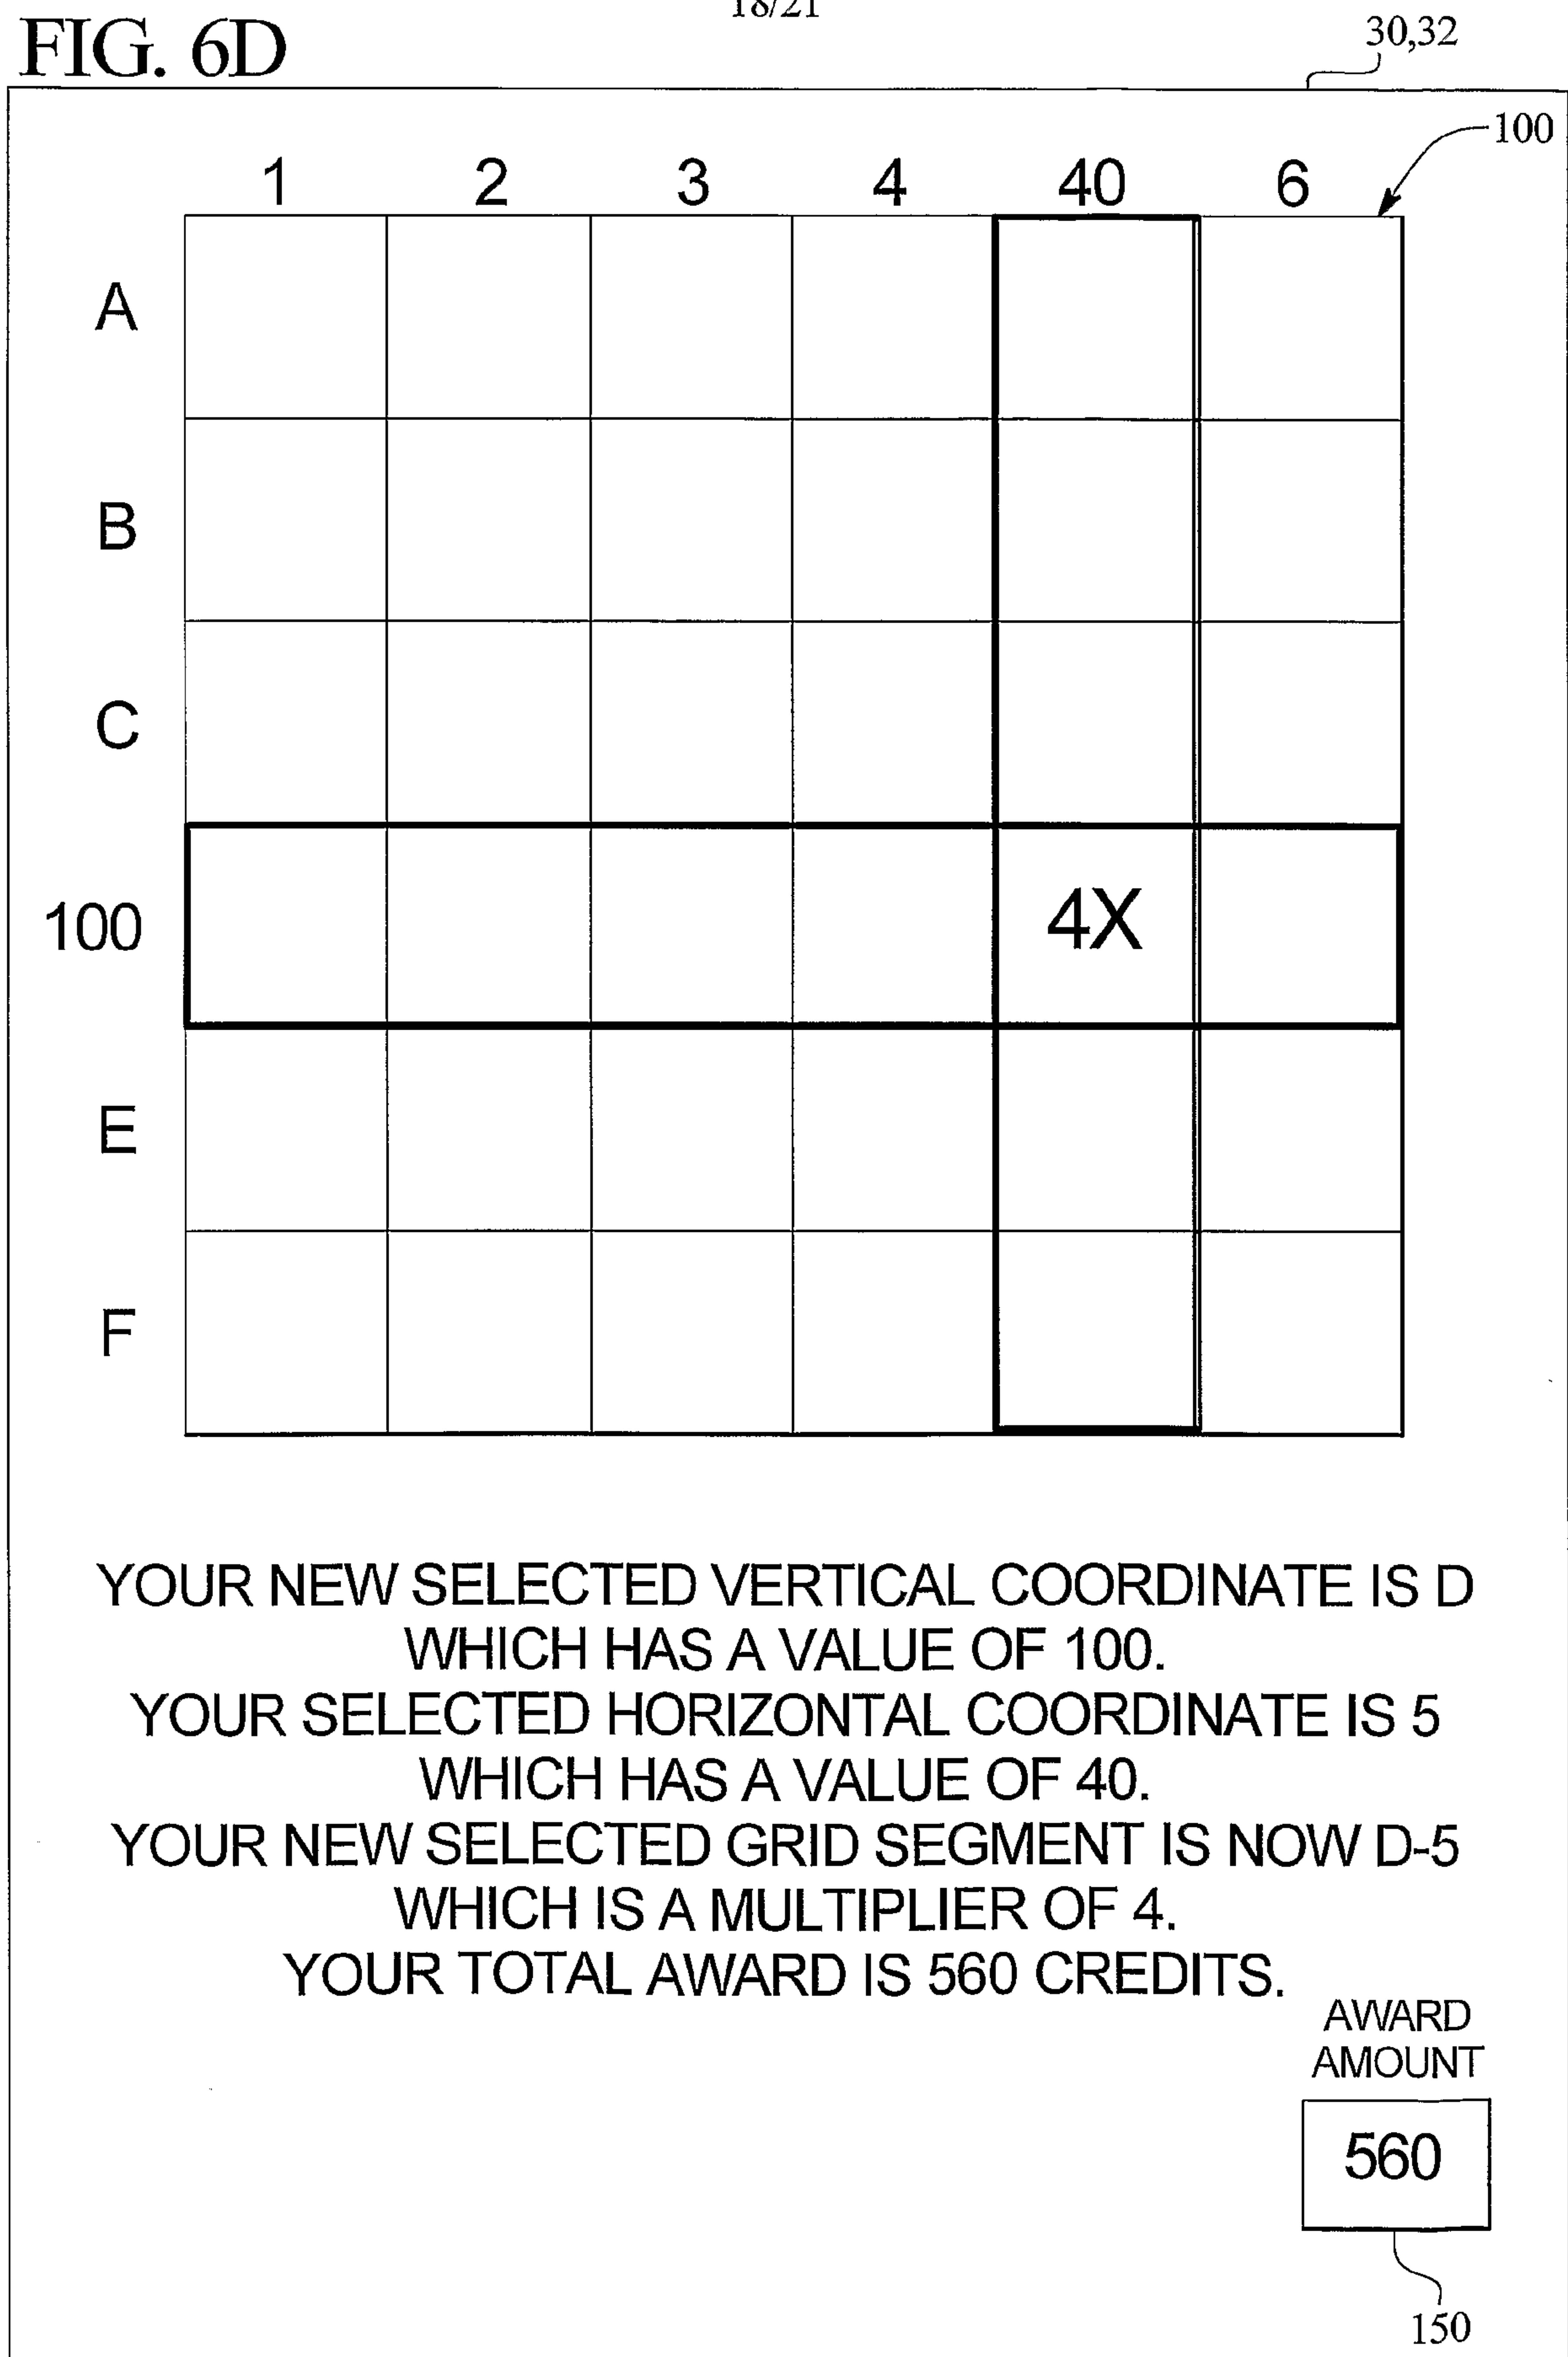 18/21
FIG. 6D
30,32
100
1 2 3 4 40 6
A
B
C
100 4X
E
F
YOUR NEW SELECTED VERTICAL COORDINATE IS D
WHICH HAS A VALUE OF 100.
YOUR SELECTED HORIZONTAL COORDINATE IS 5
WHICH HAS A VALUE OF 40.
YOUR NEW SELECTED GRID SEGMENT IS NOW D-5
WHICH IS A MULTIPLIER OF 4.
YOUR TOTAL AWARD IS 560 CREDITS.
AWARD
AMOUNT
560
150